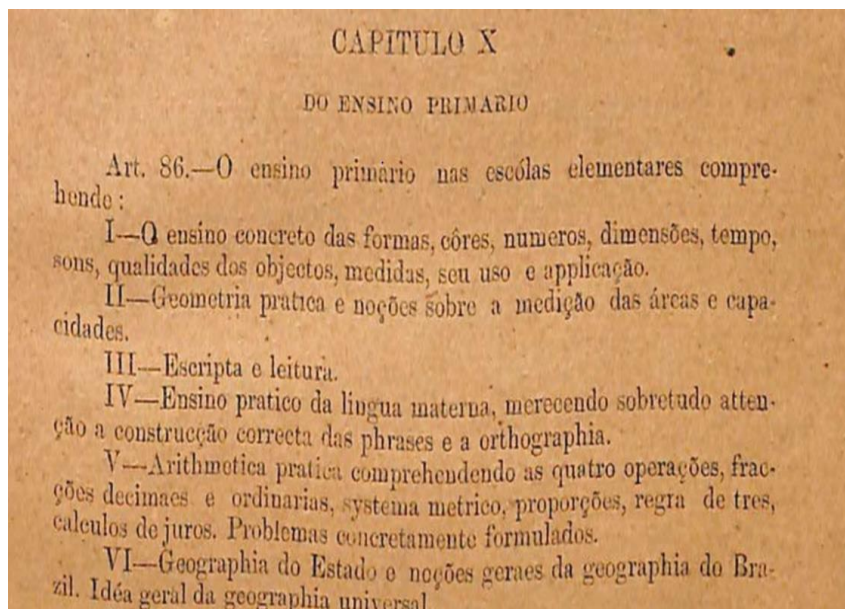 CAPITULO X
DO ENSINO PRIMARIO
Art. 86.—O ensino primário nas escólas elementares compre-
hende:
I—O ensino concreto das formas, côres, numeros, dimensões, tempo,
sons, qualidades dos objectos, medidas, seu uso e applicação.
II—Geometria pratica e noções sobre a medição das áreas e capa-
cidades.
III—Escripta e leitura.
IV—Ensino pratico da lingua materna, merecendo sobretudo atten-
ção a construcção correcta das phrases e a orthographia.
V—Arithmetica pratica comprehendendo as quatro operações, frac-
ções decimaes e ordinarias, systema metrico, proporções, regra de tres,
calculos de juros. Problemas concretamente formulados.
VI—Geographia do Estado e noções geraes da geographia do Bra-
zil. Idéa geral da geographia universal.